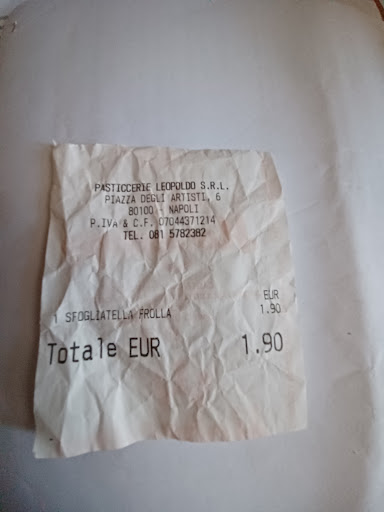 PASTICCERIE LEOPOLDO S.R.L.
PIAZZA DEGLI ARTISTI, 6
80100 - NAPOLI
P.IVA & C.F. 07044371214
TEL. 081 5782382
EUR
1 SFOGLIATELLA FROLLA 1.90
Totale EUR 1.90